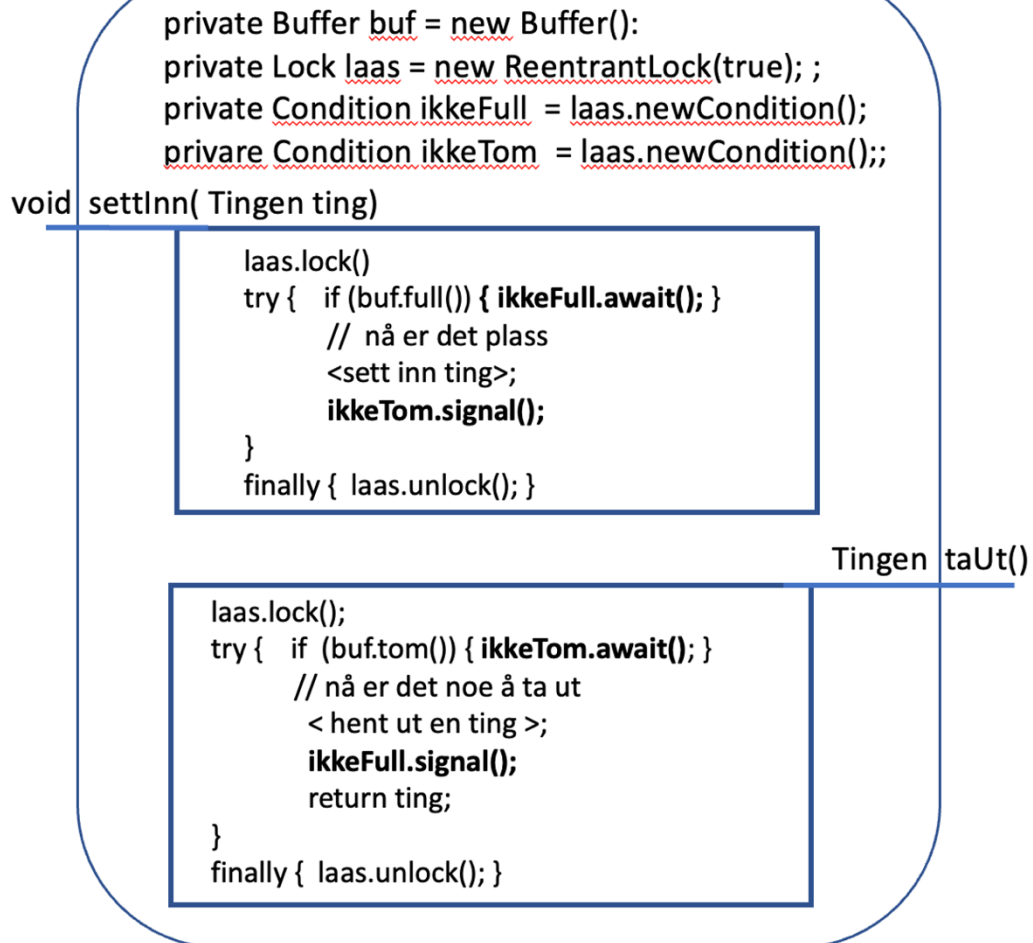 private Buffer buf = new Buffer():
private Lock laas = new ReentrantLock(true); ;
private Condition ikkeFull = laas.newCondition();
privare Condition ikkeTom = laas.newCondition();;
void settInn( Tingen ting)
laas.lock()
try { if (buf.full()) { ikkeFull.await(); }
// nå er det plass
<sett inn ting>;
ikkeTom.signal();
}
finally { laas.unlock(); }
Tingen taUt()
laas.lock();
try { if (buf.tom()) { ikkeTom.await(); }
// nå er det noe å ta ut
< hent ut en ting >;
ikkeFull.signal();
return ting;
}
finally { laas.unlock(); }